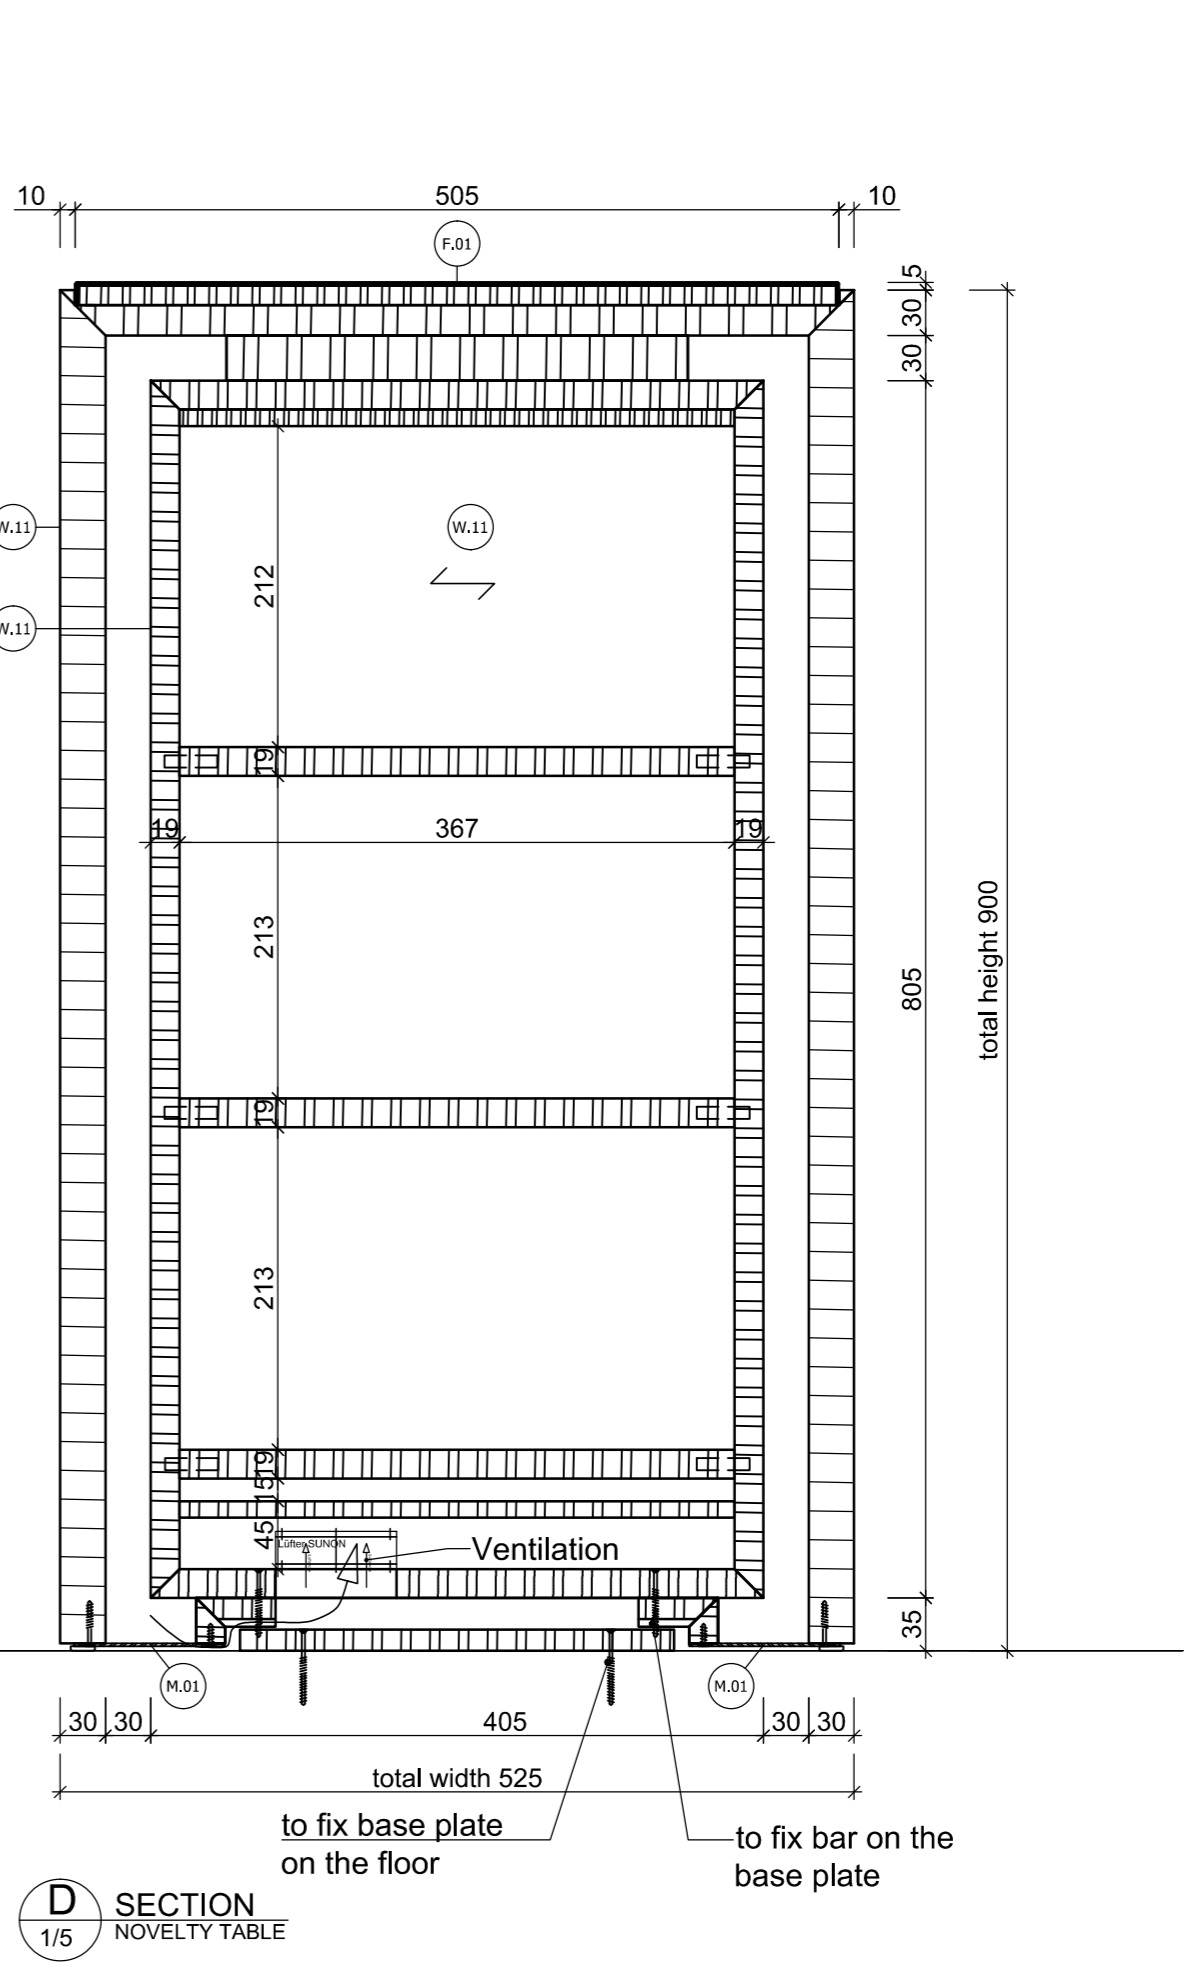 10
505
10
F.01
5
30
30
W.11
W.11
W.11
212
19
19
367
19
213
805
total height 900
19
213
19
15
45
Lüfter SUNON
Ventilation
35
M.01
M.01
30
30
405
30
30
total width 525
to fix base plate
on the floor
to fix bar on the
base plate
D
1/5
SECTION
NOVELTY TABLE